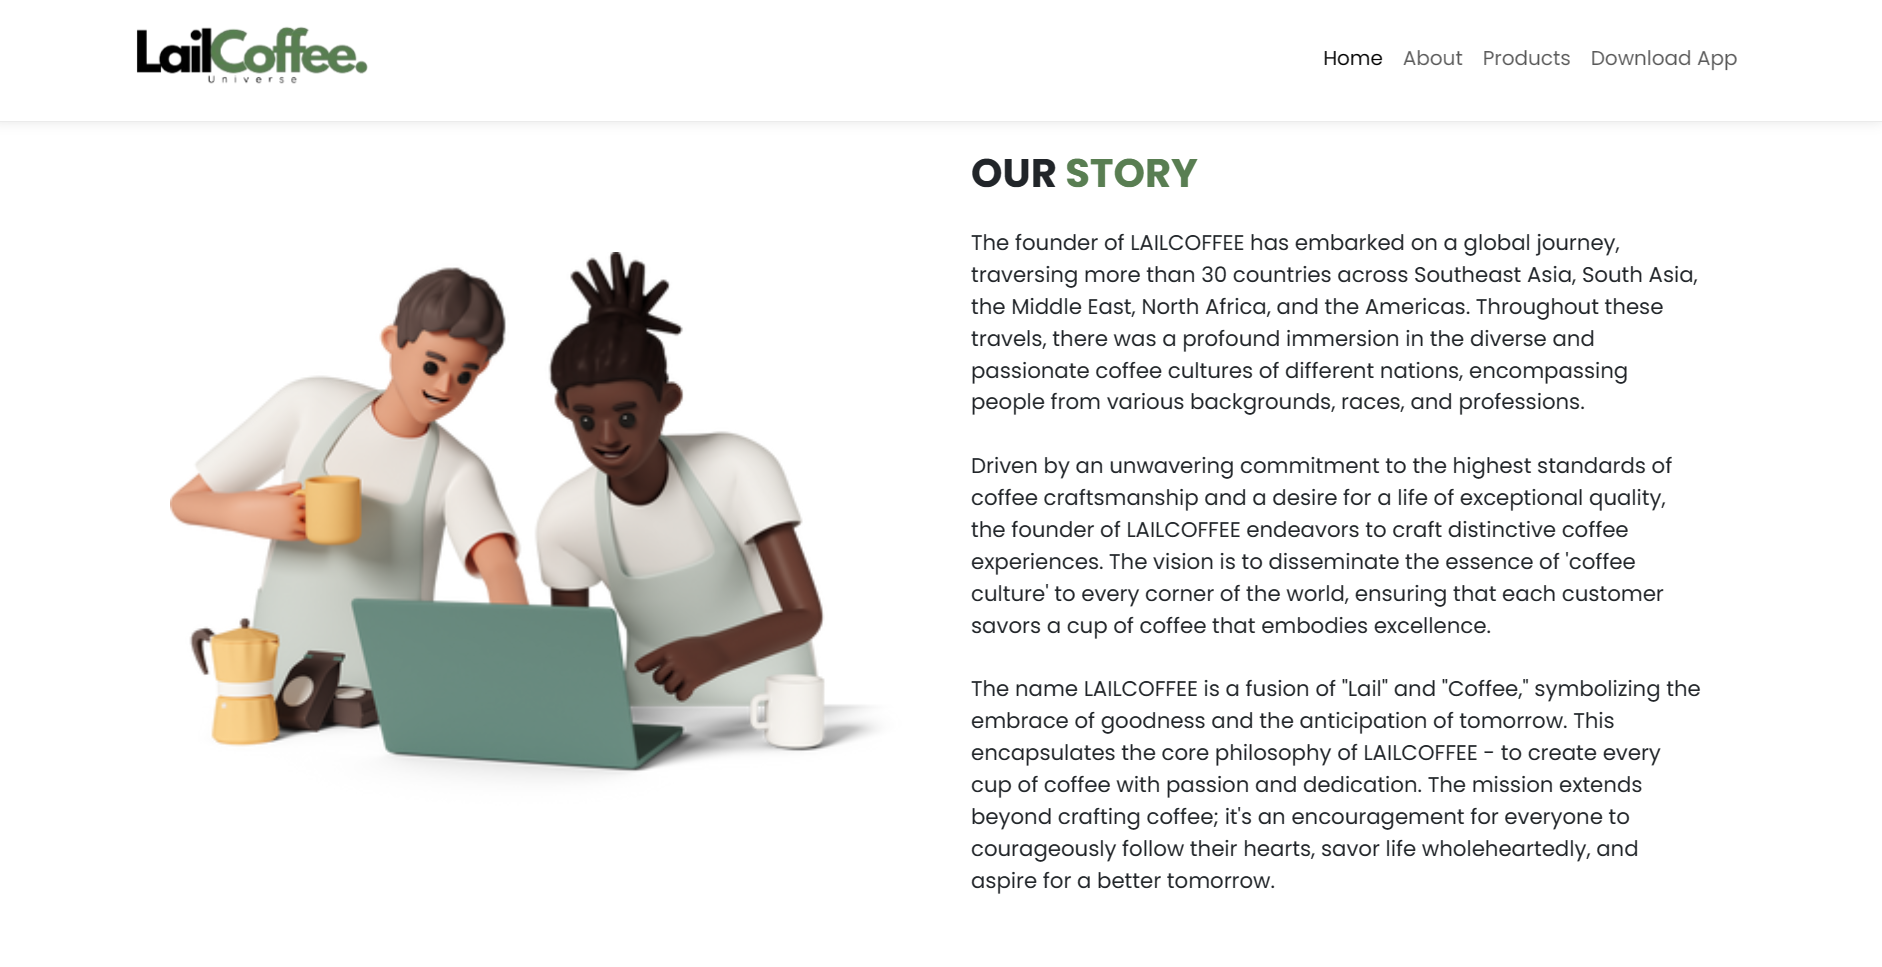 LailCoffee.
Universe
Home About Products Download App
OUR STORY
The founder of LAILCOFFEE has embarked on a global journey,
traversing more than 30 countries across Southeast Asia, South Asia,
the Middle East, North Africa, and the Americas. Throughout these
travels, there was a profound immersion in the diverse and
passionate coffee cultures of different nations, encompassing
people from various backgrounds, races, and professions.
Driven by an unwavering commitment to the highest standards of
coffee craftsmanship and a desire for a life of exceptional quality,
the founder of LAILCOFFEE endeavors to craft distinctive coffee
experiences. The vision is to disseminate the essence of 'coffee
culture' to every corner of the world, ensuring that each customer
savors a cup of coffee that embodies excellence.
The name LAILCOFFEE is a fusion of "Lail" and "Coffee," symbolizing the
embrace of goodness and the anticipation of tomorrow. This
encapsulates the core philosophy of LAILCOFFEE - to create every
cup of coffee with passion and dedication. The mission extends
beyond crafting coffee; it's an encouragement for everyone to
courageously follow their hearts, savor life wholeheartedly, and
aspire for a better tomorrow.